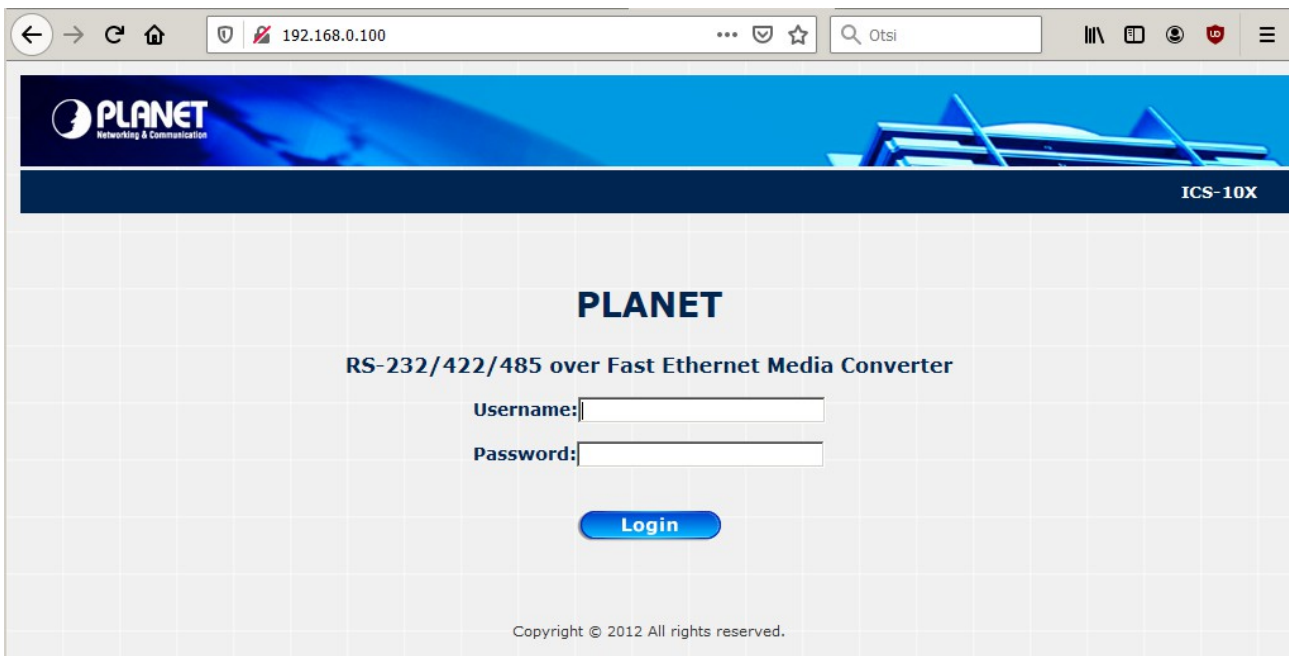 192.168.0.100
Otsi
PLANET
Networking & Communication
ICS-10X
PLANET
RS-232/422/485 over Fast Ethernet Media Converter
Username:
Password:
Login
Copyright © 2012 All rights reserved.